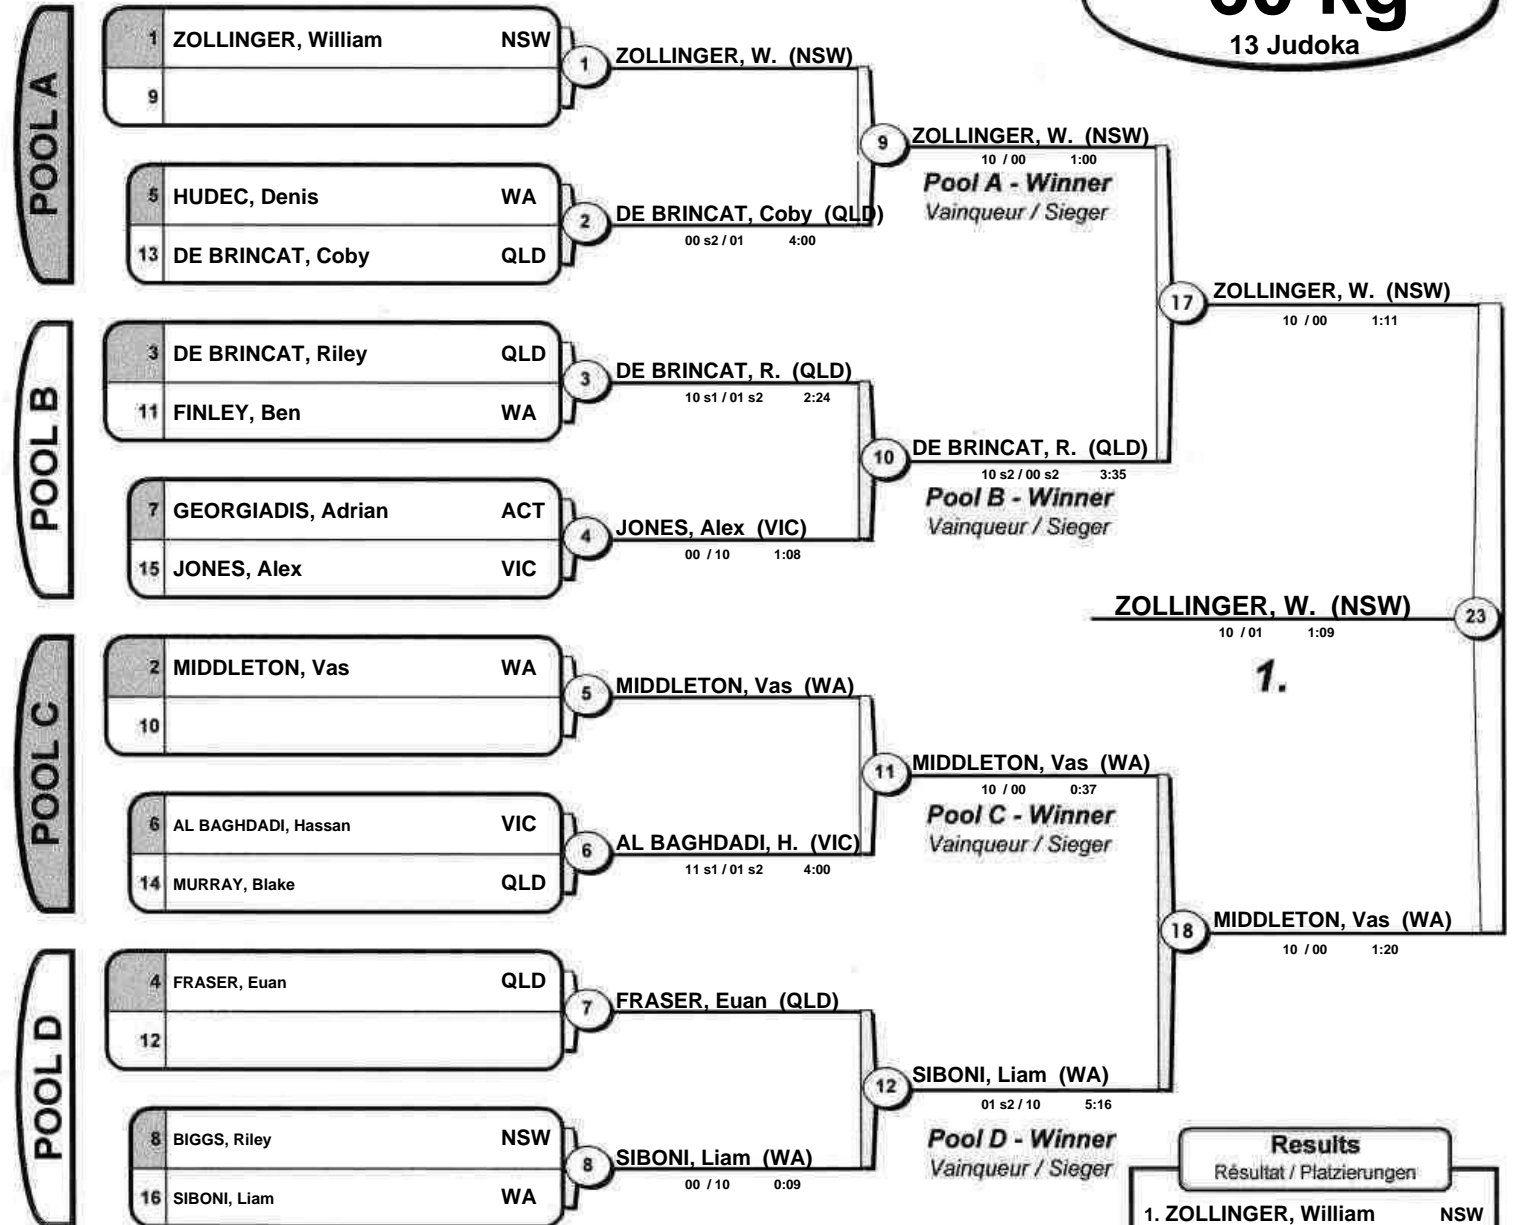 60 kg
13 Judoka
POOL A
1 ZOLLINGER, William NSW
9
1 ZOLLINGER, W. (NSW)
5 HUDEC, Denis WA
13 DE BRINCAT, Coby QLD
2 DE BRINCAT, Coby (QLD)
00 s2 / 01 4:00
9 ZOLLINGER, W. (NSW)
10 / 00 1:00
Pool A - Winner
Vainqueur / Sieger
POOL B
3 DE BRINCAT, Riley QLD
11 FINLEY, Ben WA
3 DE BRINCAT, R. (QLD)
10 s1 / 01 s2 2:24
7 GEORGIADIS, Adrian ACT
15 JONES, Alex VIC
4 JONES, Alex (VIC)
00 / 10 1:08
10 DE BRINCAT, R. (QLD)
10 s2 / 00 s2 3:35
Pool B - Winner
Vainqueur / Sieger
17 ZOLLINGER, W. (NSW)
10 / 00 1:11
ZOLLINGER, W. (NSW) 23
10 / 01 1:09
1.
POOL C
2 MIDDLETON, Vas WA
10
5 MIDDLETON, Vas (WA)
6 AL BAGHDADI, Hassan VIC
14 MURRAY, Blake QLD
6 AL BAGHDADI, H. (VIC)
11 s1 / 01 s2 4:00
11 MIDDLETON, Vas (WA)
10 / 00 0:37
Pool C - Winner
Vainqueur / Sieger
POOL D
4 FRASER, Euan QLD
12
7 FRASER, Euan (QLD)
8 BIGGS, Riley NSW
16 SIBONI, Liam WA
8 SIBONI, Liam (WA)
00 / 10 0:09
12 SIBONI, Liam (WA)
01 s2 / 10 5:16
Pool D - Winner
Vainqueur / Sieger
18 MIDDLETON, Vas (WA)
10 / 00 1:20
Results
Résultat / Platzierungen
1. ZOLLINGER, William NSW